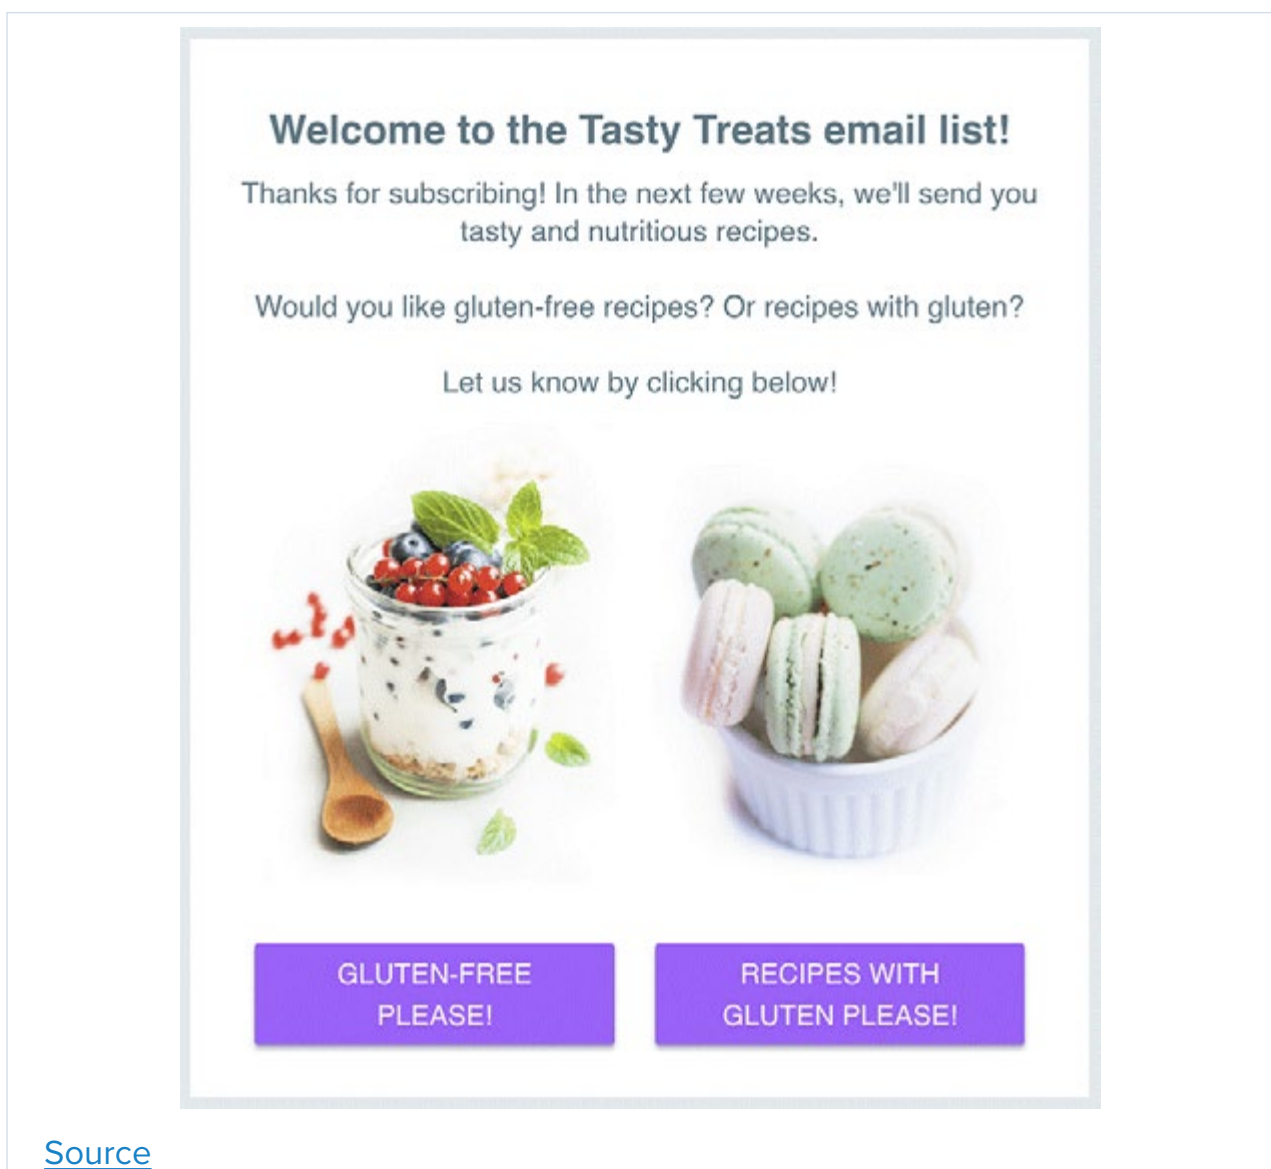 Welcome to the Tasty Treats email list!
Thanks for subscribing! In the next few weeks, we'll send you
tasty and nutritious recipes.
Would you like gluten-free recipes? Or recipes with gluten?
Let us know by clicking below!
GLUTEN-FREE
PLEASE!
RECIPES WITH
GLUTEN PLEASE!
Source